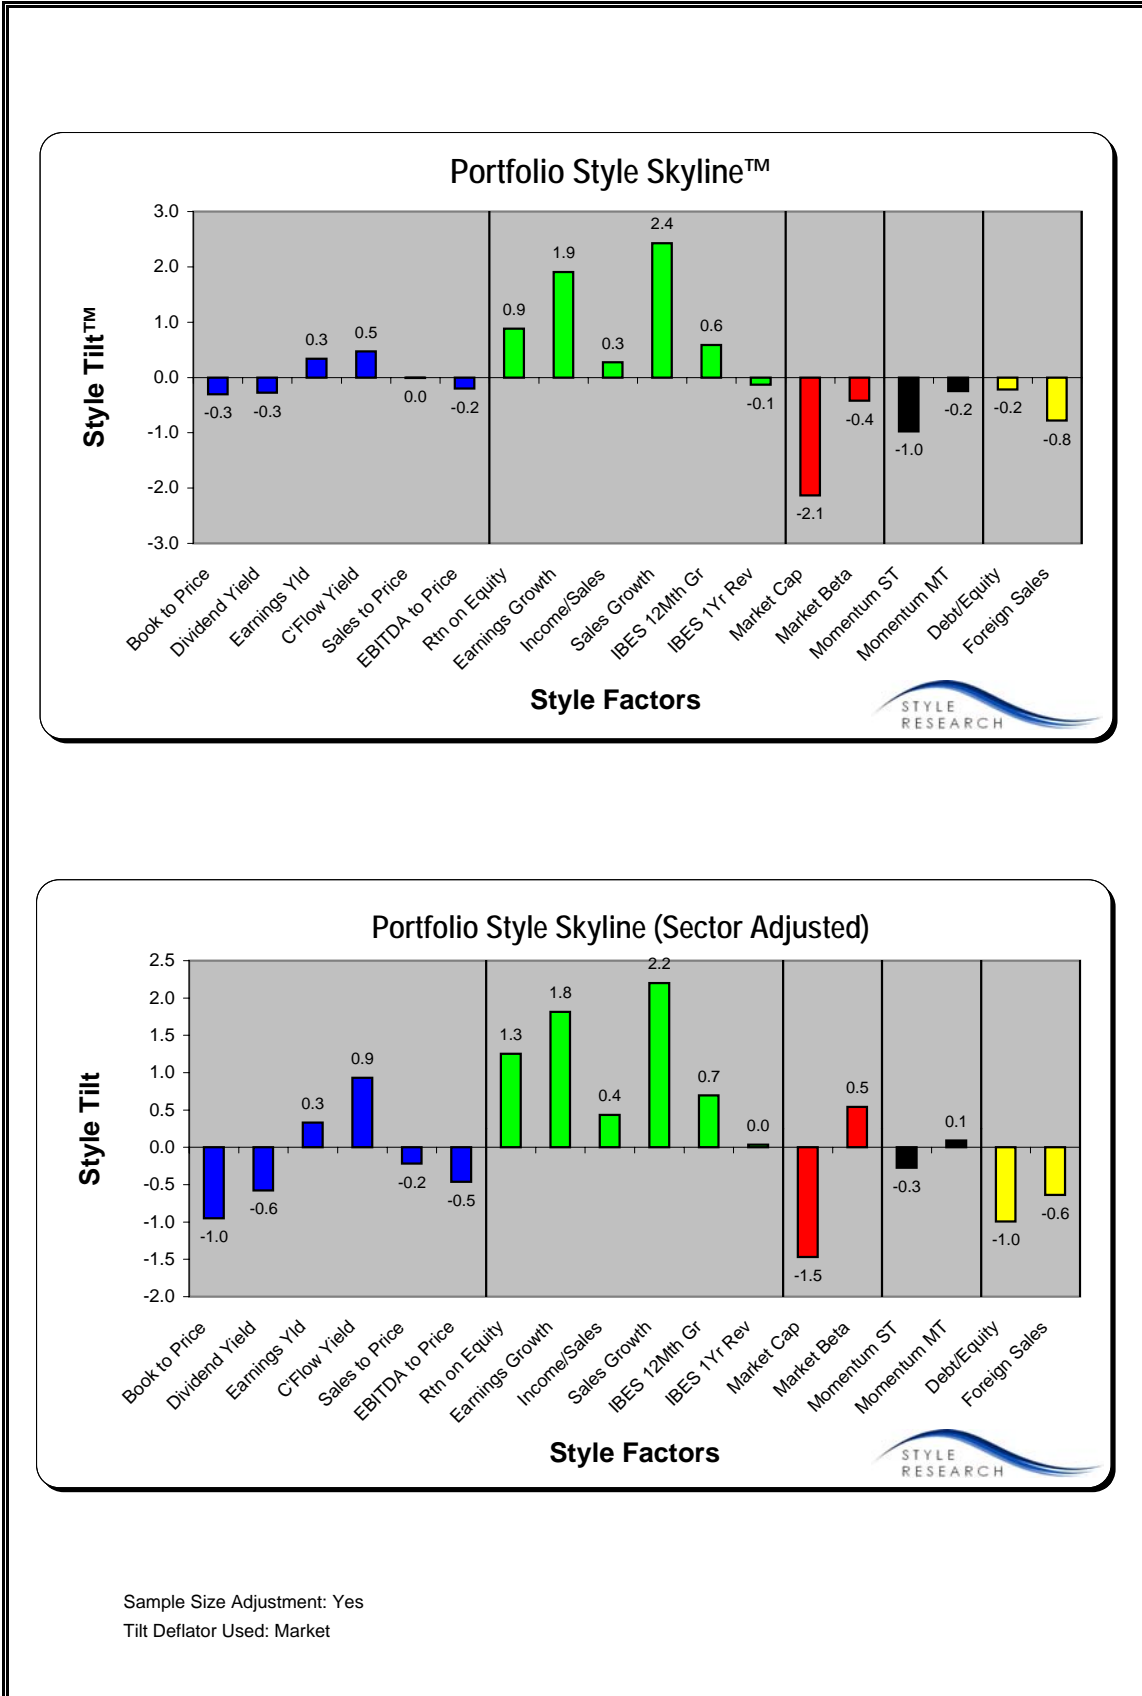 Portfolio Style Skyline™
Style Tilt™
3.0
2.0
1.0
0.0
-1.0
-2.0
-3.0
-0.3
-0.3
0.3
0.5
0.0
-0.2
0.9
1.9
0.3
2.4
0.6
-0.1
-2.1
-0.4
-1.0
-0.2
-0.2
-0.8
Book to Price
Dividend Yield
Earnings Yld
C'Flow Yield
Sales to Price
EBITDA to Price
Rtn on Equity
Earnings Growth
Income/Sales
Sales Growth
IBES 12Mth Gr
IBES 1Yr Rev
Market Cap
Market Beta
Momentum ST
Momentum MT
Debt/Equity
Foreign Sales
Style Factors
STYLE
RESEARCH
Portfolio Style Skyline (Sector Adjusted)
Style Tilt
2.5
2.0
1.5
1.0
0.5
0.0
-0.5
-1.0
-1.5
-2.0
-1.0
-0.6
0.3
0.9
-0.2
-0.5
1.3
1.8
0.4
2.2
0.7
0.0
-1.5
0.5
-0.3
0.1
-1.0
-0.6
Book to Price
Dividend Yield
Earnings Yld
C'Flow Yield
Sales to Price
EBITDA to Price
Rtn on Equity
Earnings Growth
Income/Sales
Sales Growth
IBES 12Mth Gr
IBES 1Yr Rev
Market Cap
Market Beta
Momentum ST
Momentum MT
Debt/Equity
Foreign Sales
Style Factors
STYLE
RESEARCH
Sample Size Adjustment: Yes
Tilt Deflator Used: Market